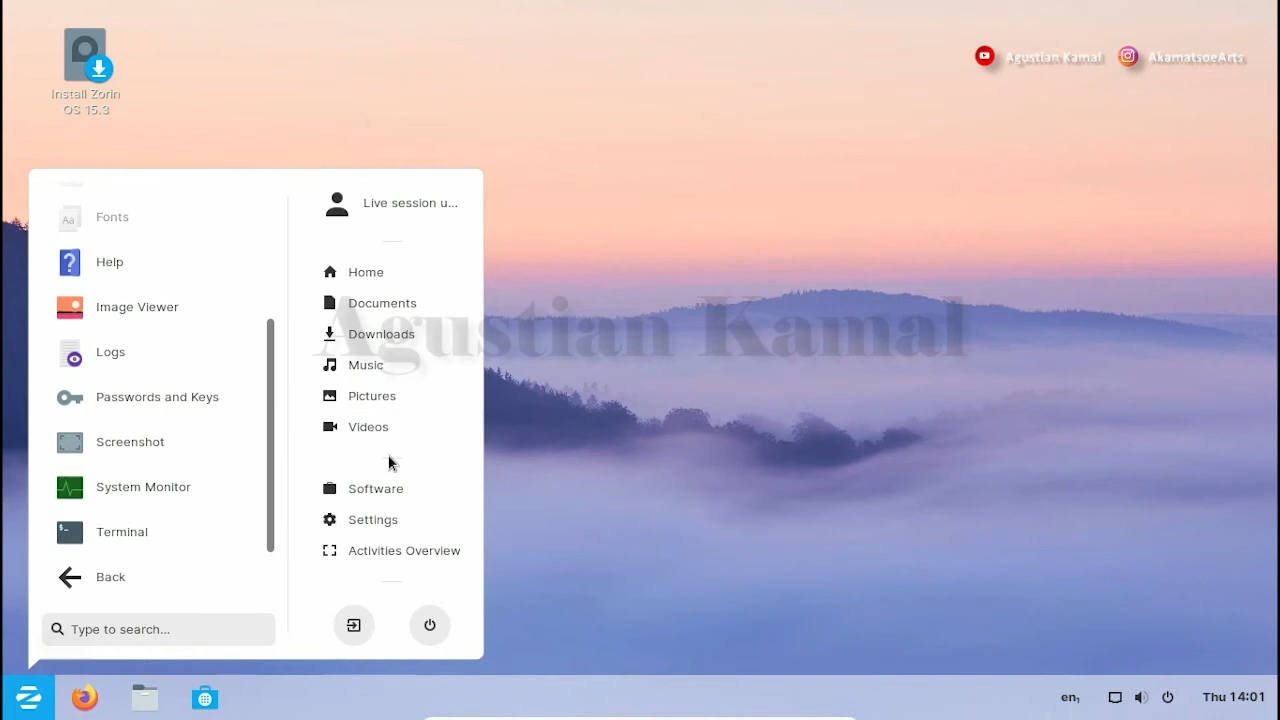 Install Zorin
OS 15.3
Agustian Kamal
AkamatsoeArts
Fonts
Help
Image Viewer
Logs
Passwords and Keys
Screenshot
System Monitor
Terminal
Back
Type to search...
Live session u...
Home
Documents
Downloads
Music
Pictures
Videos
Software
Settings
Activities Overview
Agustian Kamal
en₁
Thu 14:01